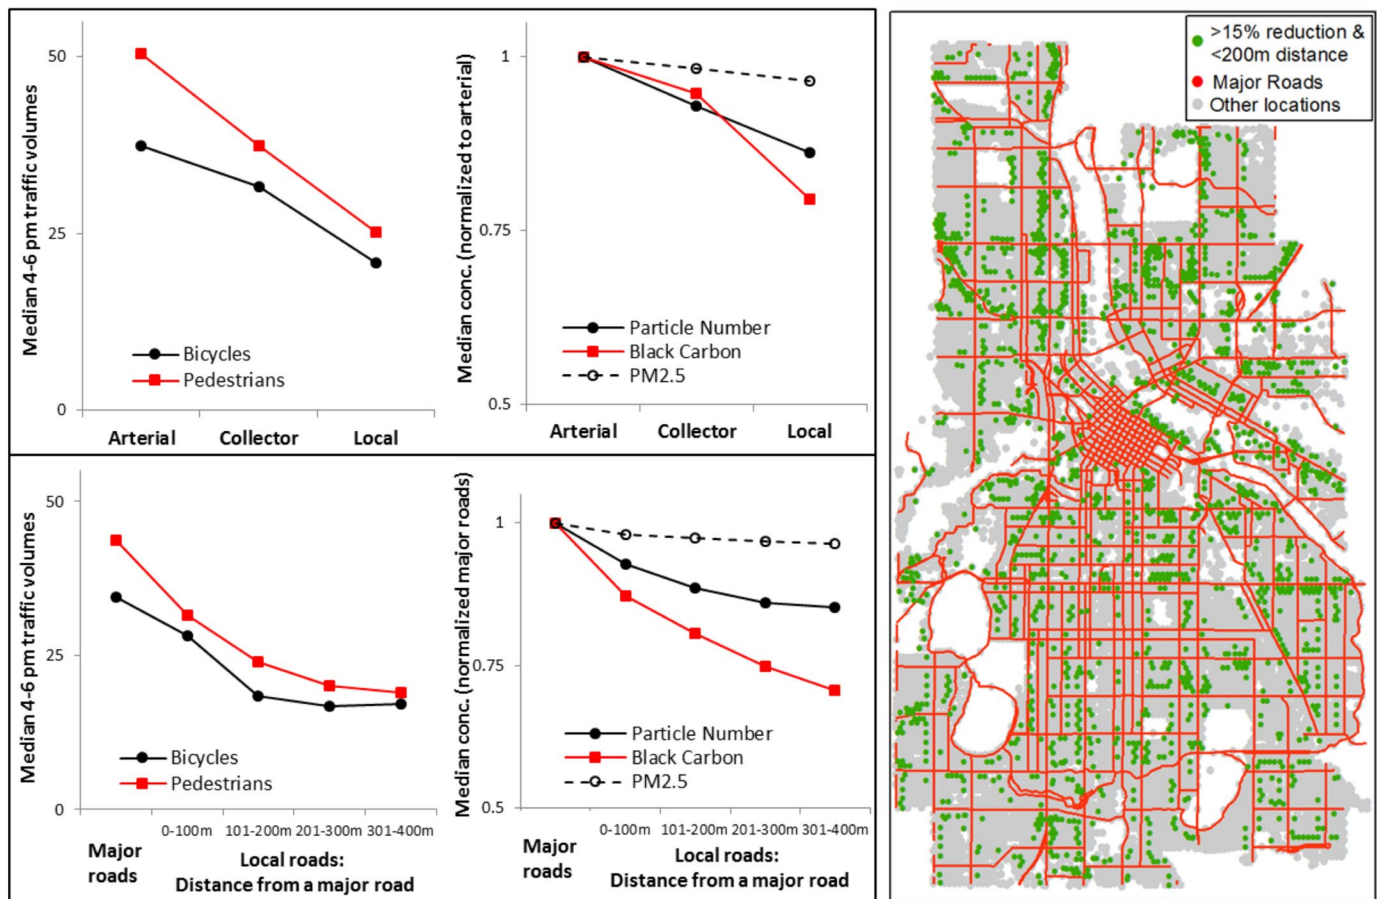 Median 4-6 pm traffic volumes
50
25
0
Bicycles
Pedestrians
Arterial
Collector
Local
Median conc. (normalized to arterial)
1
0.75
0.5
Particle Number
Black Carbon
PM2.5
Arterial
Collector
Local
Median 4-6 pm traffic volumes
50
25
0
Bicycles
Pedestrians
0-100m
101-200m
201-300m
301-400m
Major
roads
Local roads:
Distance from a major road
Median conc. (normalized major roads)
1
0.75
0.5
Particle Number
Black Carbon
PM2.5
0-100m
101-200m
201-300m
301-400m
Major
roads
Local roads:
Distance from a major road
>15% reduction &
<200m distance
Major Roads
Other locations